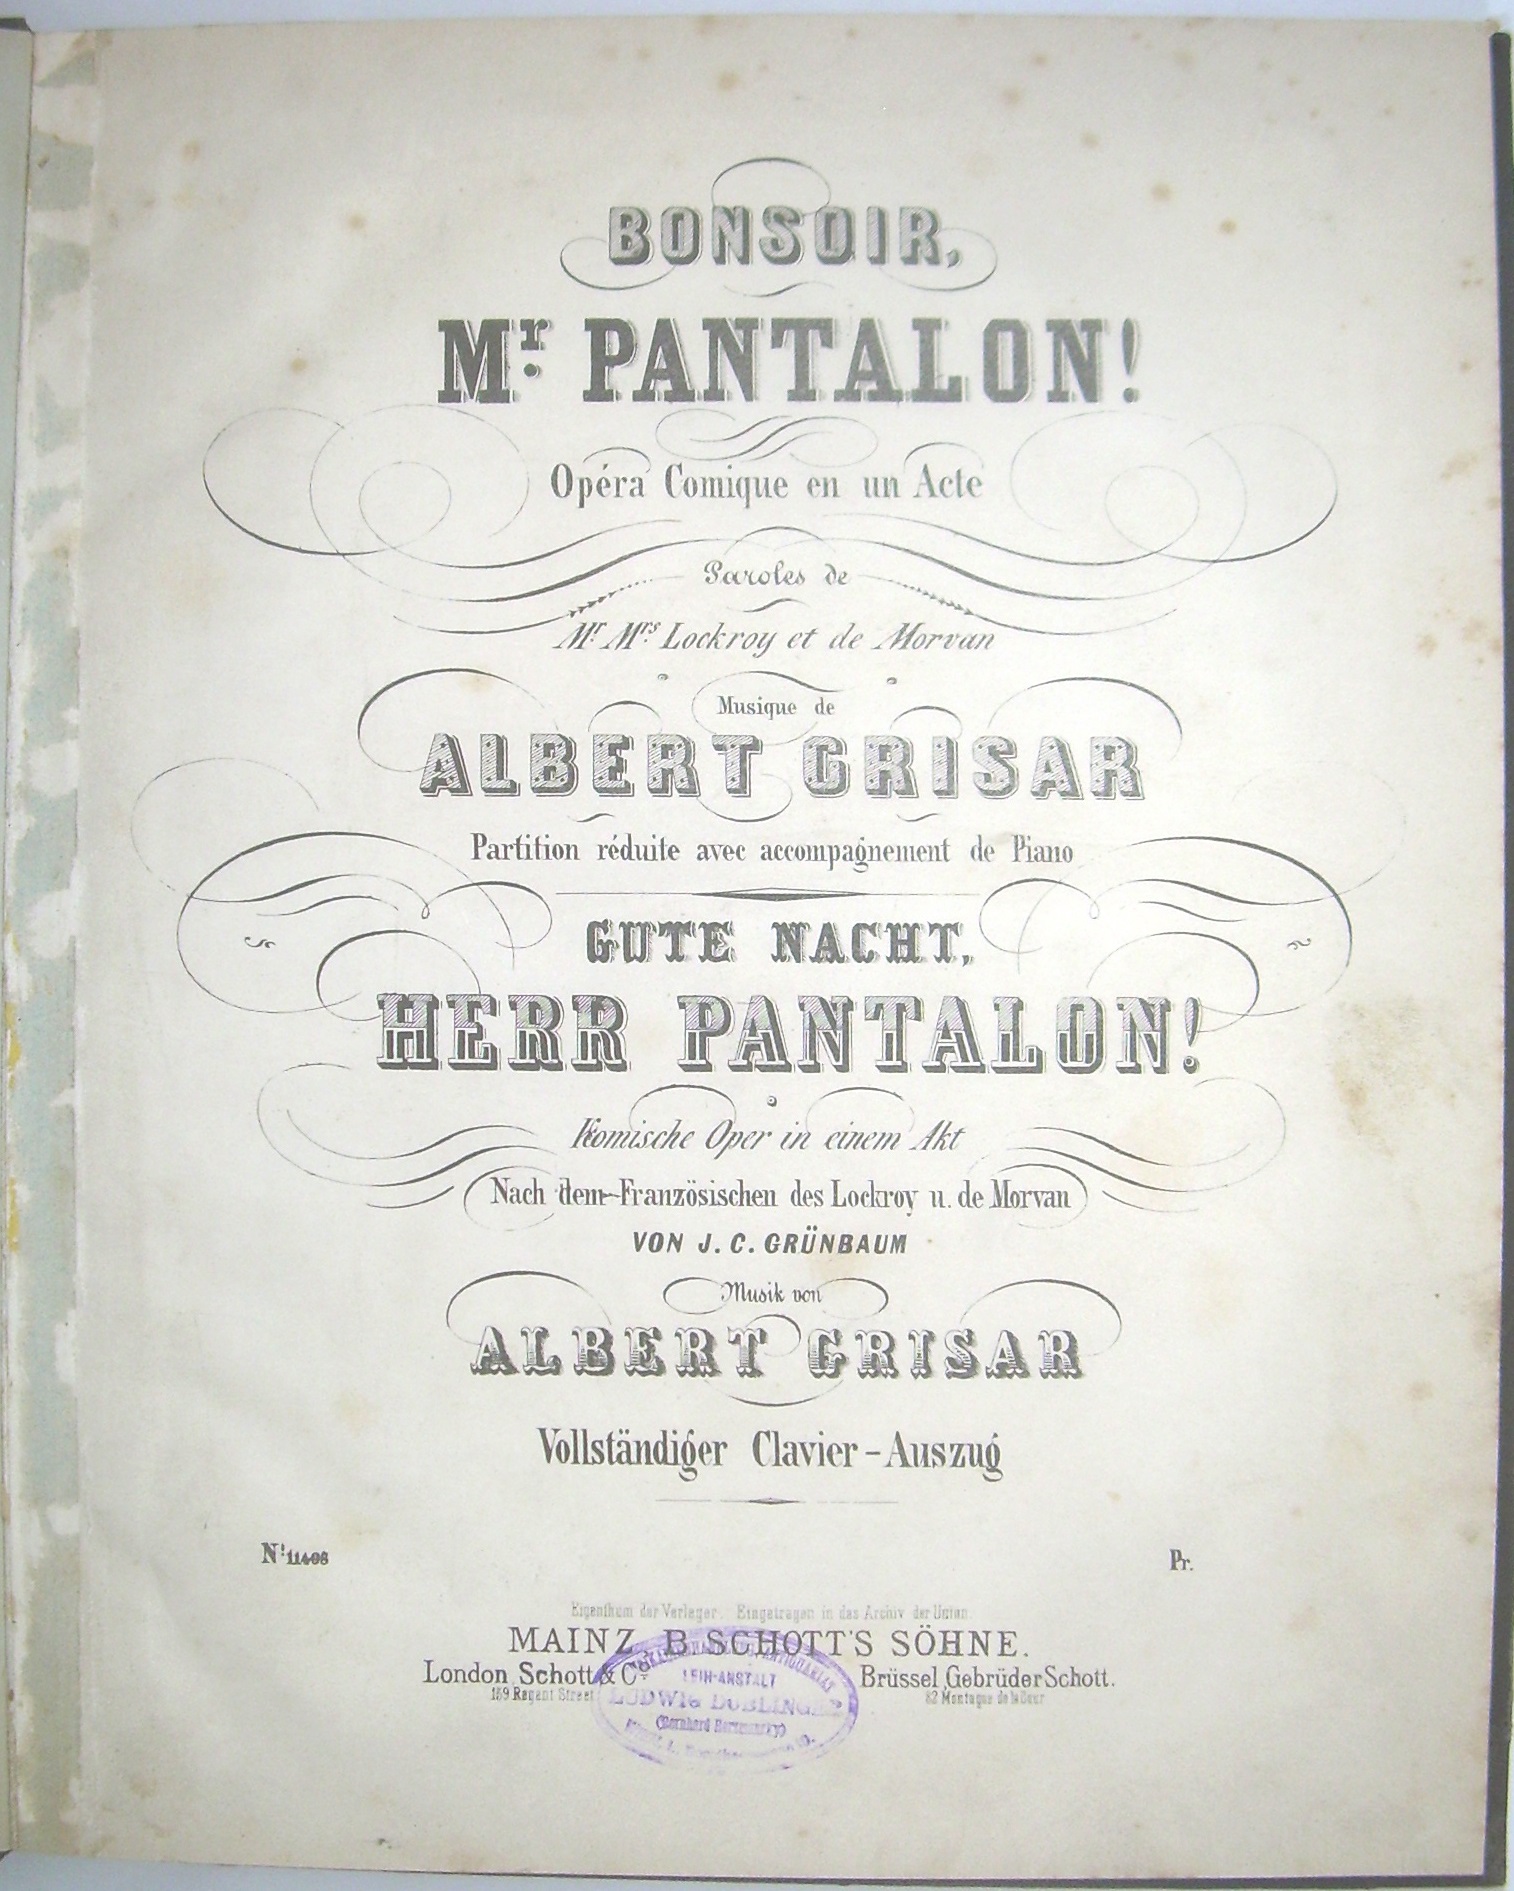 BONSOIR,
Mr. PANTALON!
Opéra Comique en un Acte
Paroles de
Mr. Mrs. Lockroy et de Morvan
Musique de
ALBERT GRISAR
Partition réduite avec accompagnement de Piano
GUTE NACHT,
HERR PANTALON!
Komische Oper in einem Akt
Nach dem Französischen des Lockroy u. de Morvan
VON J. C. GRÜNBAUM
Musik von
ALBERT GRISAR
Vollständiger Clavier-Auszug
Nº 11408
Pr.
Eigenthum der Verleger. Eingetragen in das Archiv der Union.
MAINZ B. SCHOTT'S SÖHNE.
London, Schott & Co. Brüssel, Gebrüder Schott.
159 Regent Street 82 Montagne de la Cour
LEIH-ANSTALT
LUDWIG DOBLINGER
(Bernhard Herzmansky)